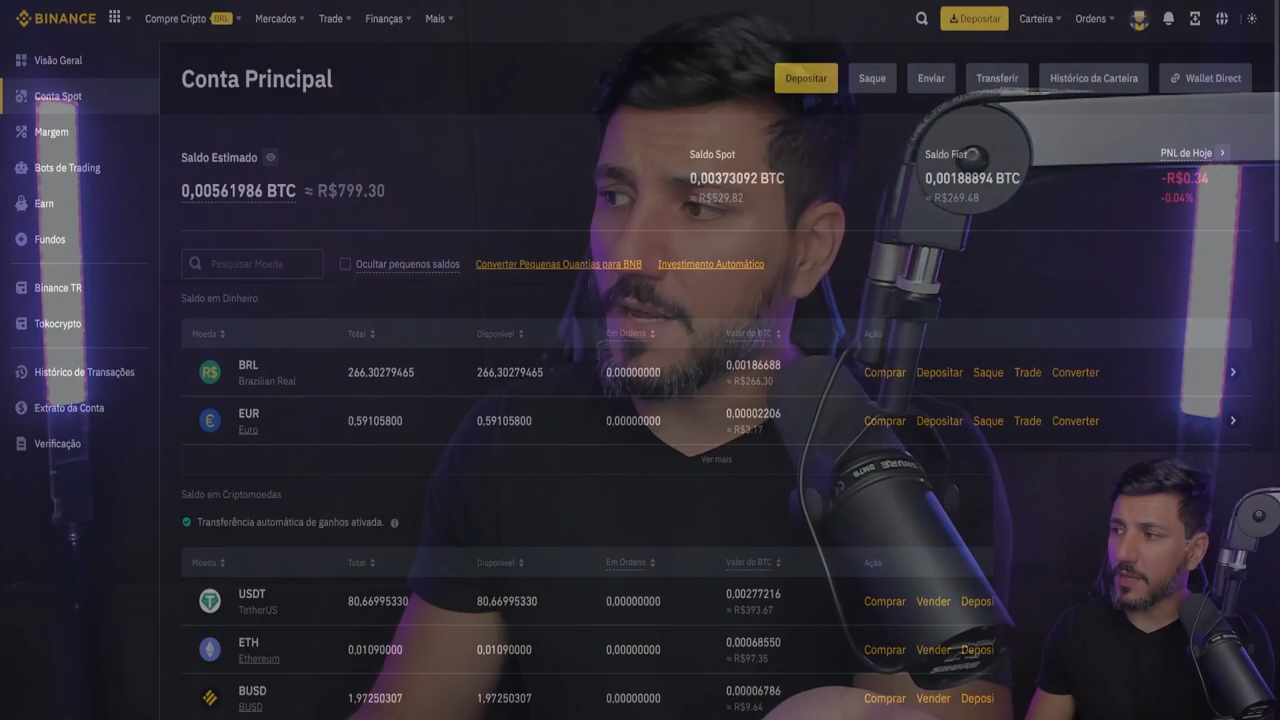 BINANCE
Compre Cripto BRL
Mercados
Trade
Finanças
Mais
Depositar
Carteira
Ordens
Visão Geral
Conta Spot
Margem
Bots de Trading
Earn
Fundos
Binance TR
Tokocrypto
Histórico de Transações
Extrato da Conta
Verificação
Conta Principal
Depositar
Saque
Enviar
Transferir
Histórico da Carteira
Wallet Direct
Saldo Estimado
0,00561986 BTC ≈ R$799.30
Saldo Spot
0,00373092 BTC
≈ R$529.82
Saldo Fiat
0,00188894 BTC
≈ R$269.48
PNL de Hoje
-R$0.34
-0.04%
Pesquisar Moeda
Ocultar pequenos saldos
Converter Pequenas Quantias para BNB
Investimento Automático
Saldo em Dinheiro
Moeda Total Disponível Em Ordens Valor do BTC Ação
BRL
Brazilian Real
266,30279465 266,30279465 0,00000000
0,00186688
≈ R$266.30
Comprar Depositar Saque Trade Converter
EUR
Euro
0,59105800 0,59105800 0,00000000
0,00002206
≈ R$3.17
Comprar Depositar Saque Trade Converter
Ver mais
Saldo em Criptomoedas
Transferência automática de ganhos ativada.
Moeda Total Disponível Em Ordens Valor do BTC Ação
USDT
TetherUS
80,66995330 80,66995330 0,00000000
0,00277216
≈ R$393.67
Comprar Vender Deposi
ETH
Ethereum
0,01090000 0,01090000 0,00000000
0,00068550
≈ R$97.35
Comprar Vender Deposi
BUSD
BUSD
1,97250307 1,97250307 0,00000000
0,00006786
≈ R$9.64
Comprar Vender Deposi
SHURE SM7B